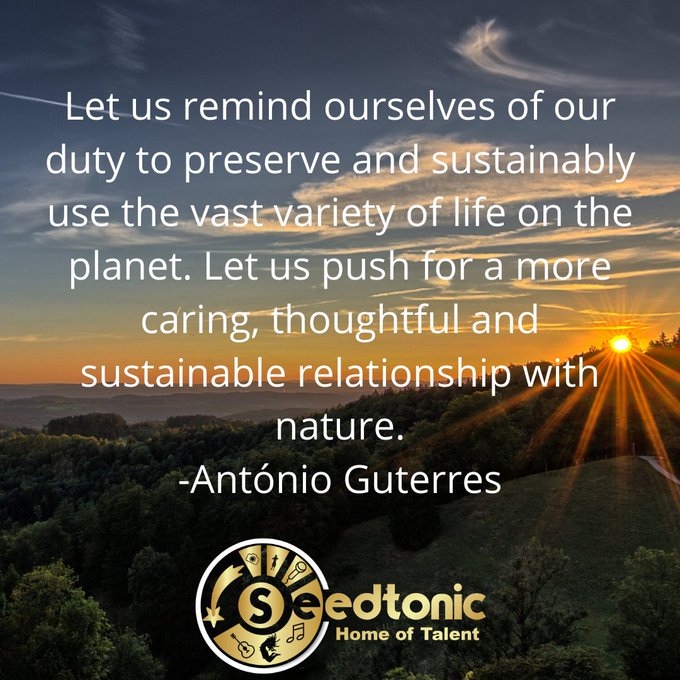 Let us remind ourselves of our
duty to preserve and sustainably
use the vast variety of life on the
planet. Let us push for a more
caring, thoughtful and
sustainable relationship with
nature.
-António Guterres
Seedtonic
Home of Talent